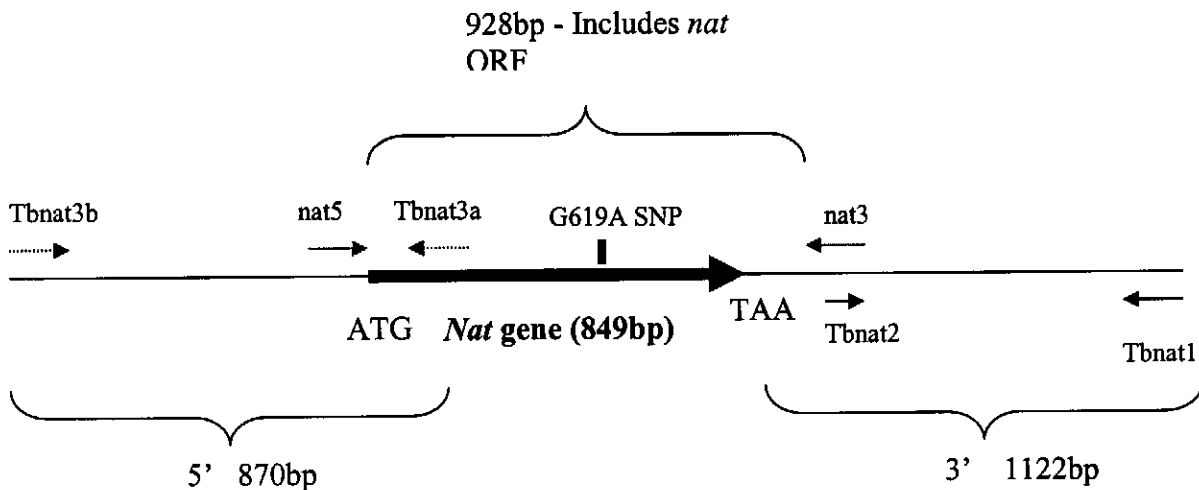 928bp - Includes nat
ORF
Tbnat3b
nat5
Tbnat3a
G619A SNP
nat3
ATG
Nat gene (849bp)
TAA
Tbnat2
Tbnat1
5’ 870bp
3’ 1122bp